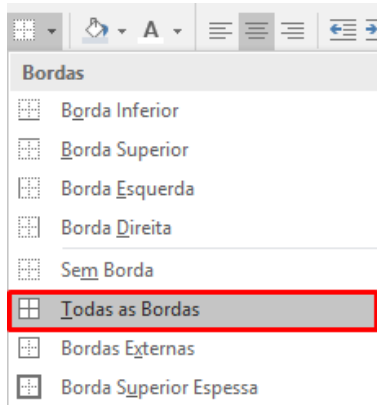 A
Bordas
Borda Inferior
Borda Superior
Borda Esquerda
Borda Direita
Sem Borda
Todas as Bordas
Bordas Externas
Borda Superior Espessa